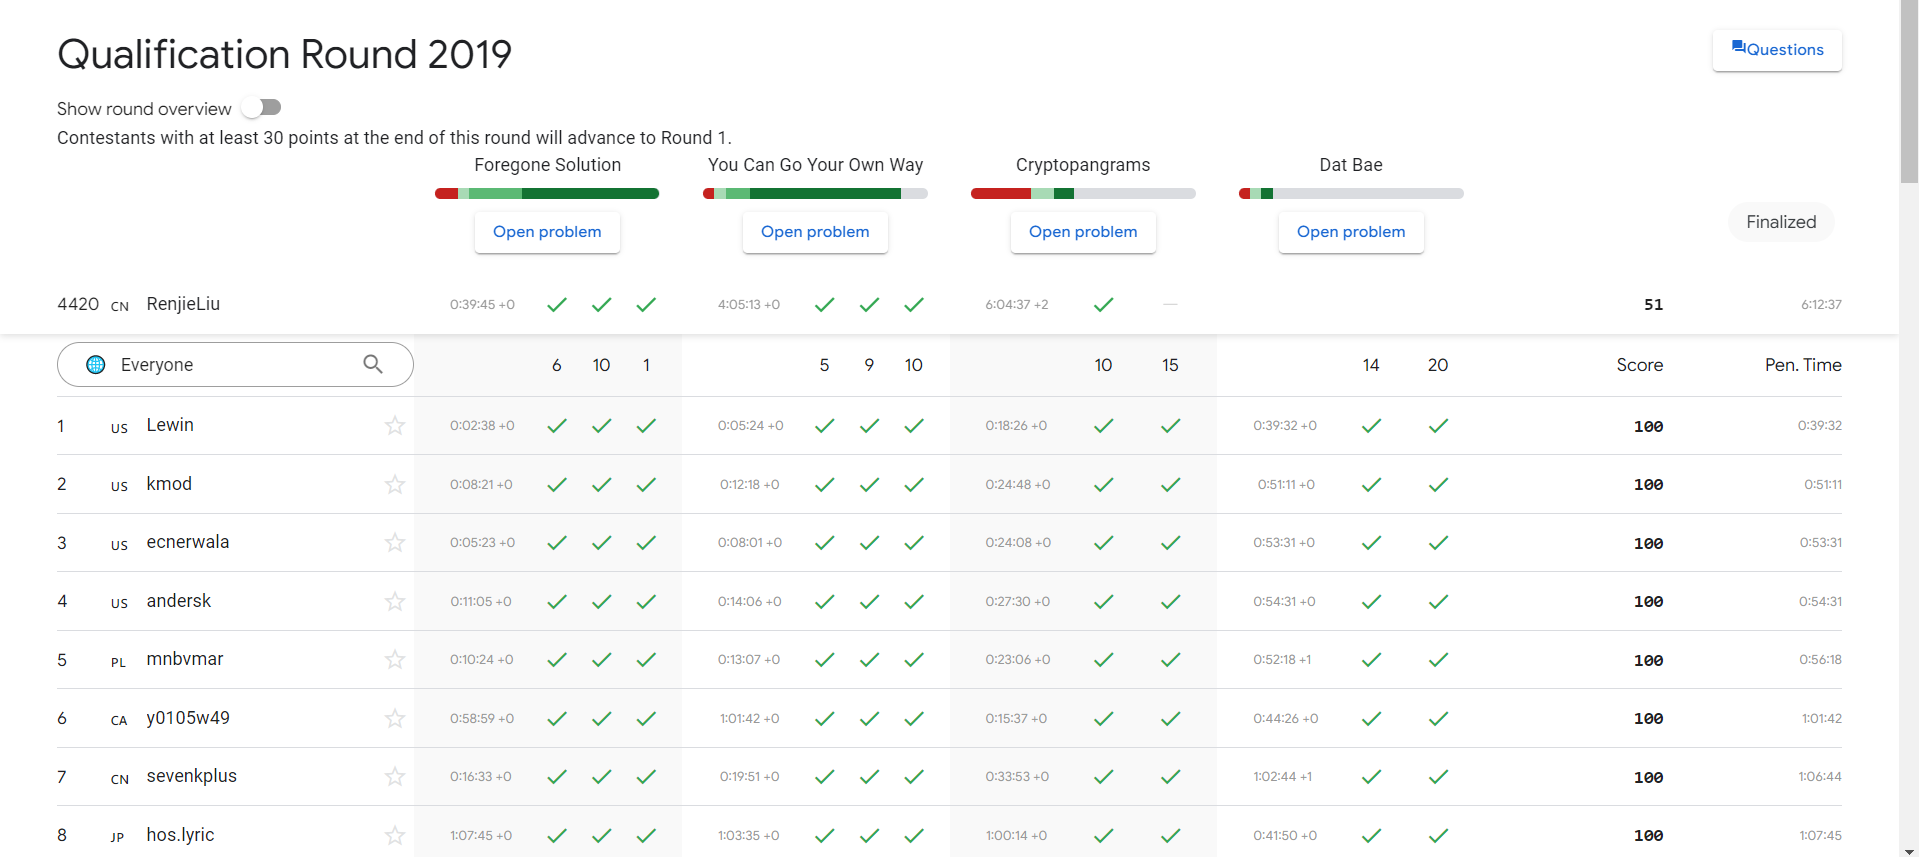 Qualification Round 2019
Questions
Show round overview
Contestants with at least 30 points at the end of this round will advance to Round 1.
Foregone Solution You Can Go Your Own Way Cryptopangrams Dat Bae
Open problem Open problem Open problem Open problem
Finalized
4420 CN RenjieLiu 0:39:45 +0 4:05:13 +0 6:04:37 +2 51 6:12:37
Everyone 6 10 1 5 9 10 10 15 14 20 Score Pen. Time
1 US Lewin 0:02:38 +0 0:05:24 +0 0:18:26 +0 0:39:32 +0 100 0:39:32
2 US kmod 0:08:21 +0 0:12:18 +0 0:24:48 +0 0:51:11 +0 100 0:51:11
3 US ecnerwala 0:05:23 +0 0:08:01 +0 0:24:08 +0 0:53:31 +0 100 0:53:31
4 US andersk 0:11:05 +0 0:14:06 +0 0:27:30 +0 0:54:31 +0 100 0:54:31
5 PL mnbvmar 0:10:24 +0 0:13:07 +0 0:23:06 +0 0:52:18 +1 100 0:56:18
6 CA y0105w49 0:58:59 +0 1:01:42 +0 0:15:37 +0 0:44:26 +0 100 1:01:42
7 CN sevenkplus 0:16:33 +0 0:19:51 +0 0:33:53 +0 1:02:44 +1 100 1:06:44
8 JP hos.lyric 1:07:45 +0 1:03:35 +0 1:00:14 +0 0:41:50 +0 100 1:07:45